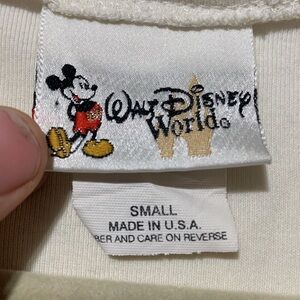 Walt Disney
World®
SMALL
MADE IN U.S.A.
BER AND CARE ON REVERSE